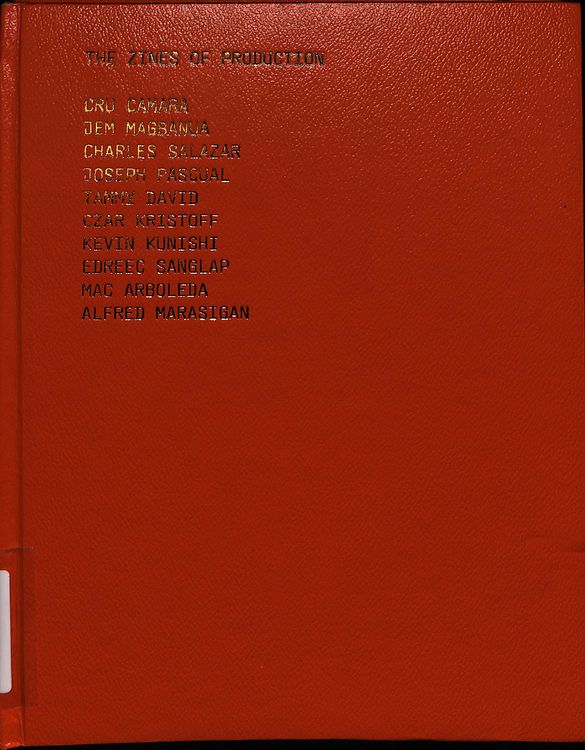 THE ZINES OF PRODUCTION
CRU CAMARA
JEM MAGBANUA
CHARLES SALAZAR
JOSEPH PASCUAL
TAMMY DAVID
CZAR KRISTOFF
KEVIN KUNISHI
EDREEC SANGLAP
MAC ARBOLEDA
ALFRED MARASIGAN